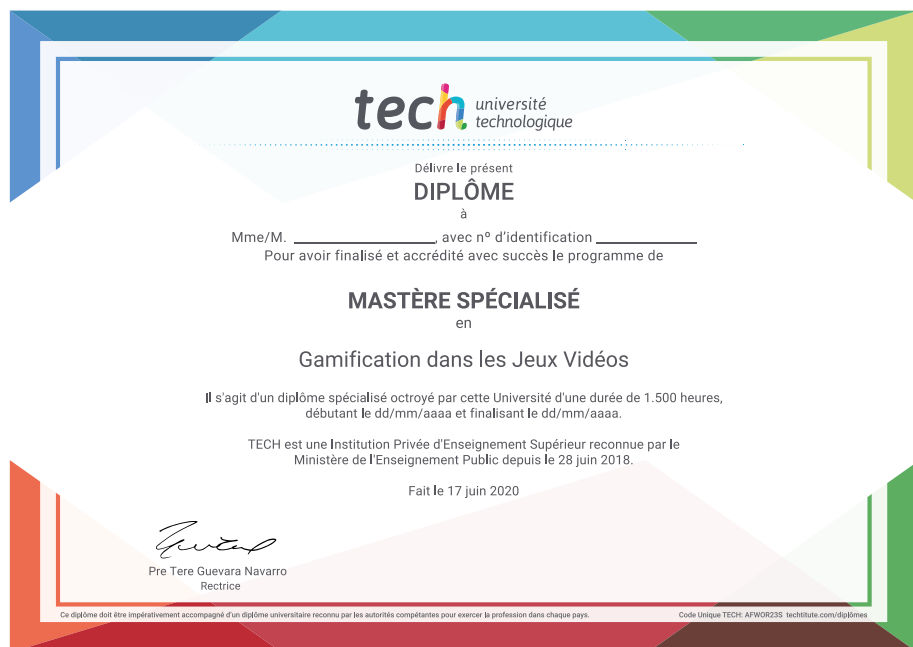 tech université
technologique
Délivre le présent
DIPLÔME
à
Mme/M. ____________________, avec nº d'identification ______________
Pour avoir finalisé et accrédité avec succès le programme de
MASTÈRE SPÉCIALISÉ
en
Gamification dans les Jeux Vidéos
Il s'agit d'un diplôme spécialisé octroyé par cette Université d'une durée de 1.500 heures,
débutant le dd/mm/aaaa et finalisant le dd/mm/aaaa.
TECH est une Institution Privée d'Enseignement Supérieur reconnue par le
Ministère de l'Enseignement Public depuis le 28 juin 2018.
Fait le 17 juin 2020
Pre Tere Guevara Navarro
Rectrice
Ce diplôme doit être impérativement accompagné d'un diplôme universitaire reconnu par les autorités compétantes pour exercer la profession dans chaque pays.
Code Unique TECH: AFWOR23S techtitute.com/diplômes